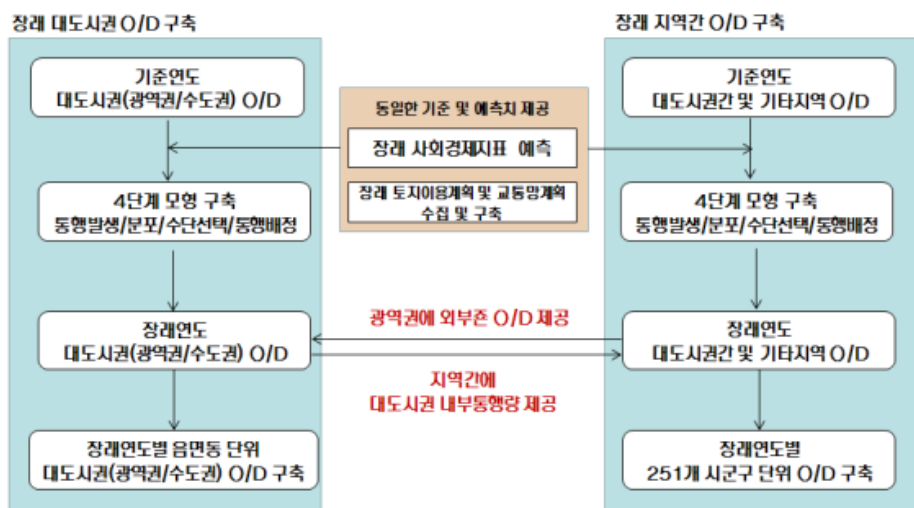 장래 대도시권 O/D 구축
기준연도
대도시권(광역권/수도권) O/D
4단계 모형 구축
통행발생/분포/수단선택/통행배정
장래연도
대도시권(광역권/수도권) O/D
장래연도별 읍면동 단위
대도시권(광역권/수도권) O/D 구축
동일한 기준 및 예측치 제공
장래 사회경제지표 예측
장래 토지이용계획 및 교통망계획
수집 및 구축
광역권에 외부존 O/D 제공
지역간에
대도시권 내부통행량 제공
장래 지역간 O/D 구축
기준연도
대도시권간 및 기타지역 O/D
4단계 모형 구축
통행발생/분포/수단선택/통행배정
장래연도
대도시권간 및 기타지역 O/D
장래연도별
251개 시군구 단위 O/D 구축